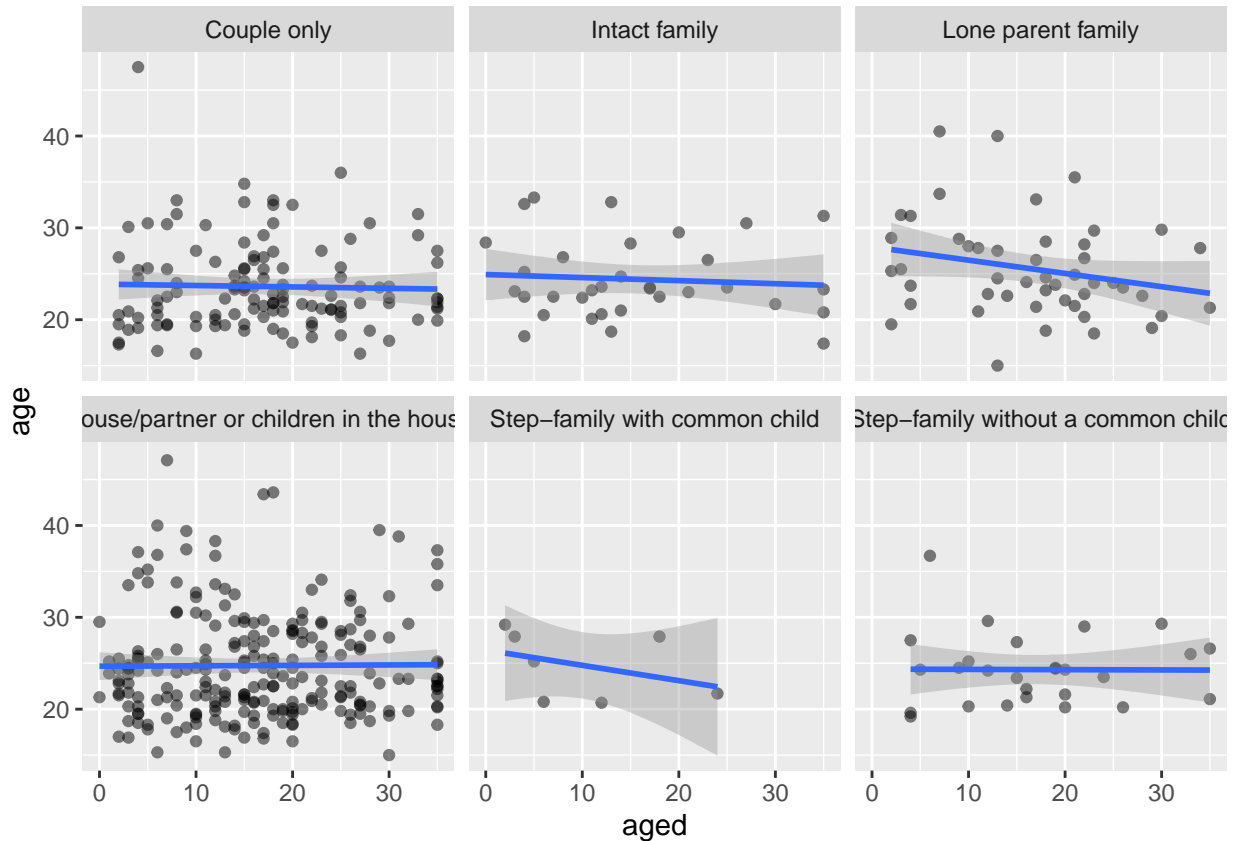 Couple only
Intact family
Lone parent family
40
30
20
age
ouse/partner or children in the hous
Step−family with common child
Step−family without a common child
40
30
20
0 10 20 30
0 10 20 30
0 10 20 30
aged